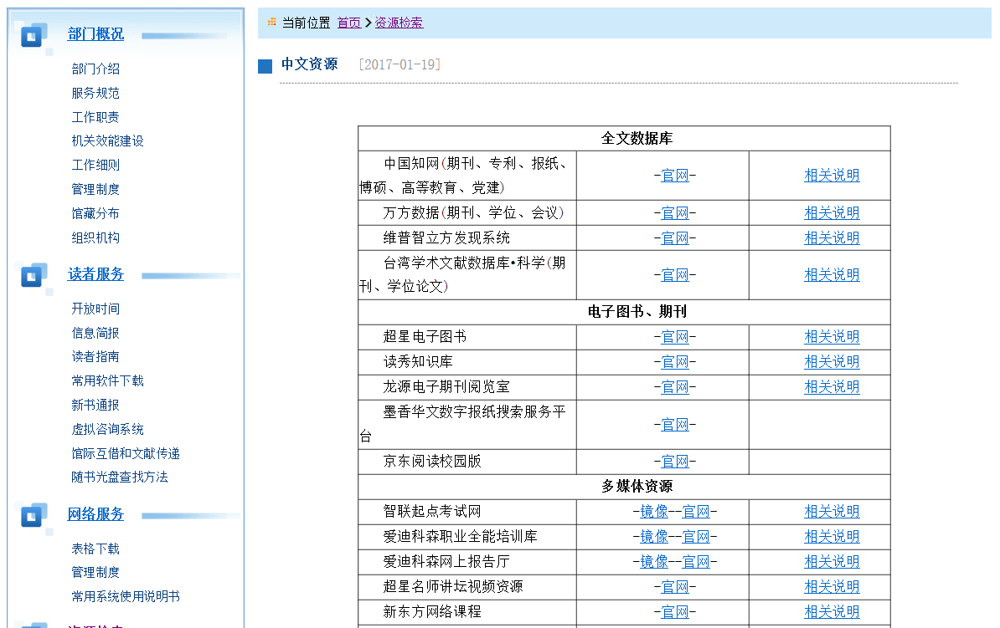 部门概况
部门介绍
服务规范
工作职责
机关效能建设
工作细则
管理制度
馆藏分布
组织机构
读者服务
开放时间
信息简报
读者指南
常用软件下载
新书通报
虚拟咨询系统
馆际互借和文献传递
随书光盘查找方法
网络服务
表格下载
管理制度
常用系统使用说明书
资源检索
当前位置 首页 > 资源检索
中文资源 [2017-01-19]
全文数据库
中国知网(期刊、专利、报纸、
博硕、高等教育、党建)
-官网-
相关说明
万方数据(期刊、学位、会议) -官网- 相关说明
维普智立方发现系统 -官网- 相关说明
台湾学术文献数据库•科学(期
刊、学位论文)
-官网-
相关说明
电子图书、期刊
超星电子图书 -官网- 相关说明
读秀知识库 -官网- 相关说明
龙源电子期刊阅览室 -官网- 相关说明
墨香华文数字报纸搜索服务平
台
-官网-
京东阅读校园版 -官网-
多媒体资源
智联起点考试网 -镜像--官网- 相关说明
爱迪科森职业全能培训库 -镜像--官网- 相关说明
爱迪科森网上报告厅 -镜像--官网- 相关说明
超星名师讲坛视频资源 -官网- 相关说明
新东方网络课程 -官网- 相关说明